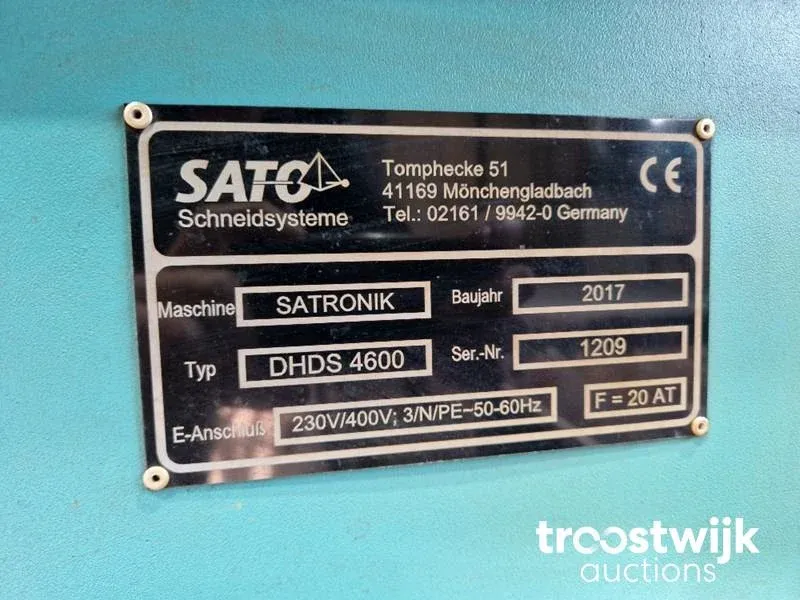 SATO
Schneidsysteme
Tomphecke 51
41169 Mönchengladbach
Tel.: 02161 / 9942-0 Germany
CE
Maschine SATRONIK
Baujahr 2017
Typ DHDS 4600
Ser.-Nr. 1209
E-Anschluß 230V/400V; 3/N/PE~50-60Hz
F = 20 AT
troostwijk
auctions